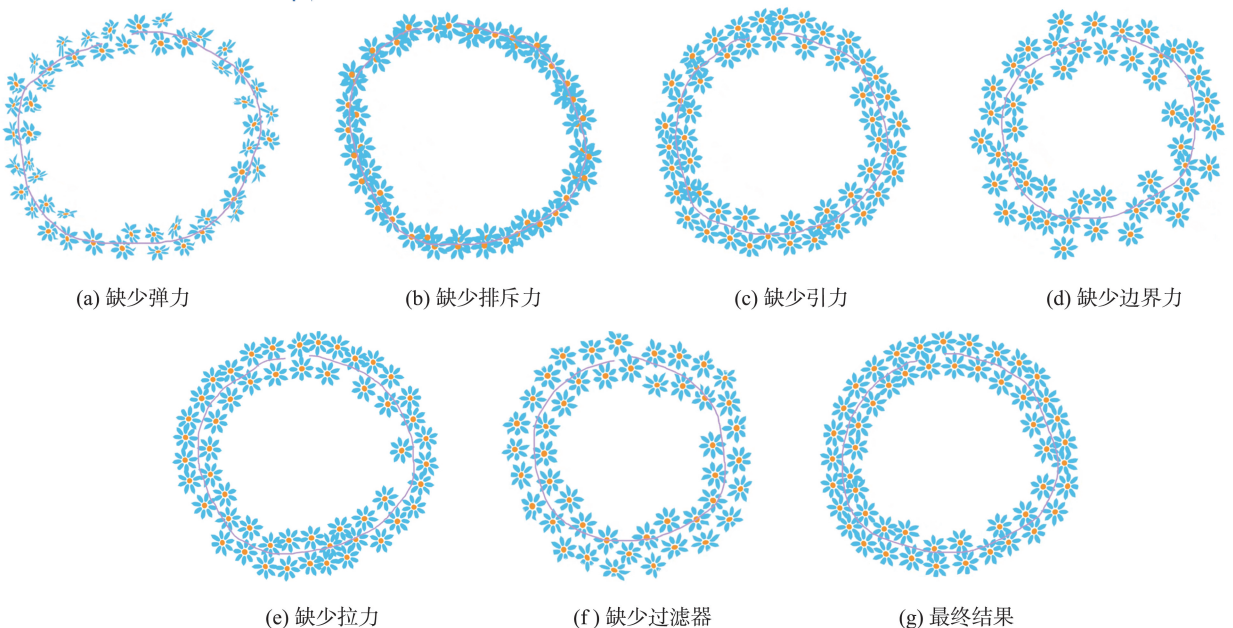 (a) 缺少弹力
(b) 缺少排斥力
(c) 缺少引力
(d) 缺少边界力
(e) 缺少拉力
(f ) 缺少过滤器
(g) 最终结果